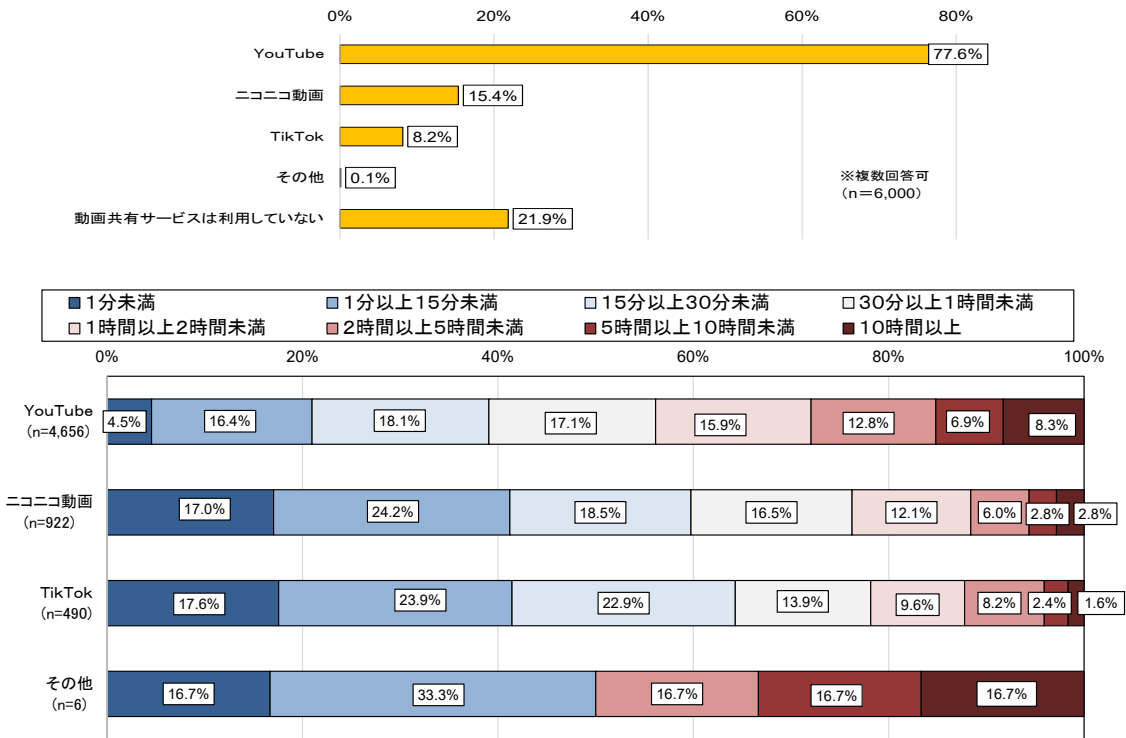 0% 20% 40% 60% 80%
YouTube 77.6%
ニコニコ動画 15.4%
TikTok 8.2%
その他 0.1%
※複数回答可
(n=6,000)
動画共有サービスは利用していない 21.9%
■1分未満 ■1分以上15分未満 ■15分以上30分未満 □30分以上1時間未満
■1時間以上2時間未満 ■2時間以上5時間未満 ■5時間以上10時間未満 ■10時間以上
0% 20% 40% 60% 80% 100%
YouTube
(n=4,656)
4.5% 16.4% 18.1% 17.1% 15.9% 12.8% 6.9% 8.3%
ニコニコ動画
(n=922)
17.0% 24.2% 18.5% 16.5% 12.1% 6.0% 2.8% 2.8%
TikTok
(n=490)
17.6% 23.9% 22.9% 13.9% 9.6% 8.2% 2.4% 1.6%
その他
(n=6)
16.7% 33.3% 16.7% 16.7% 16.7%